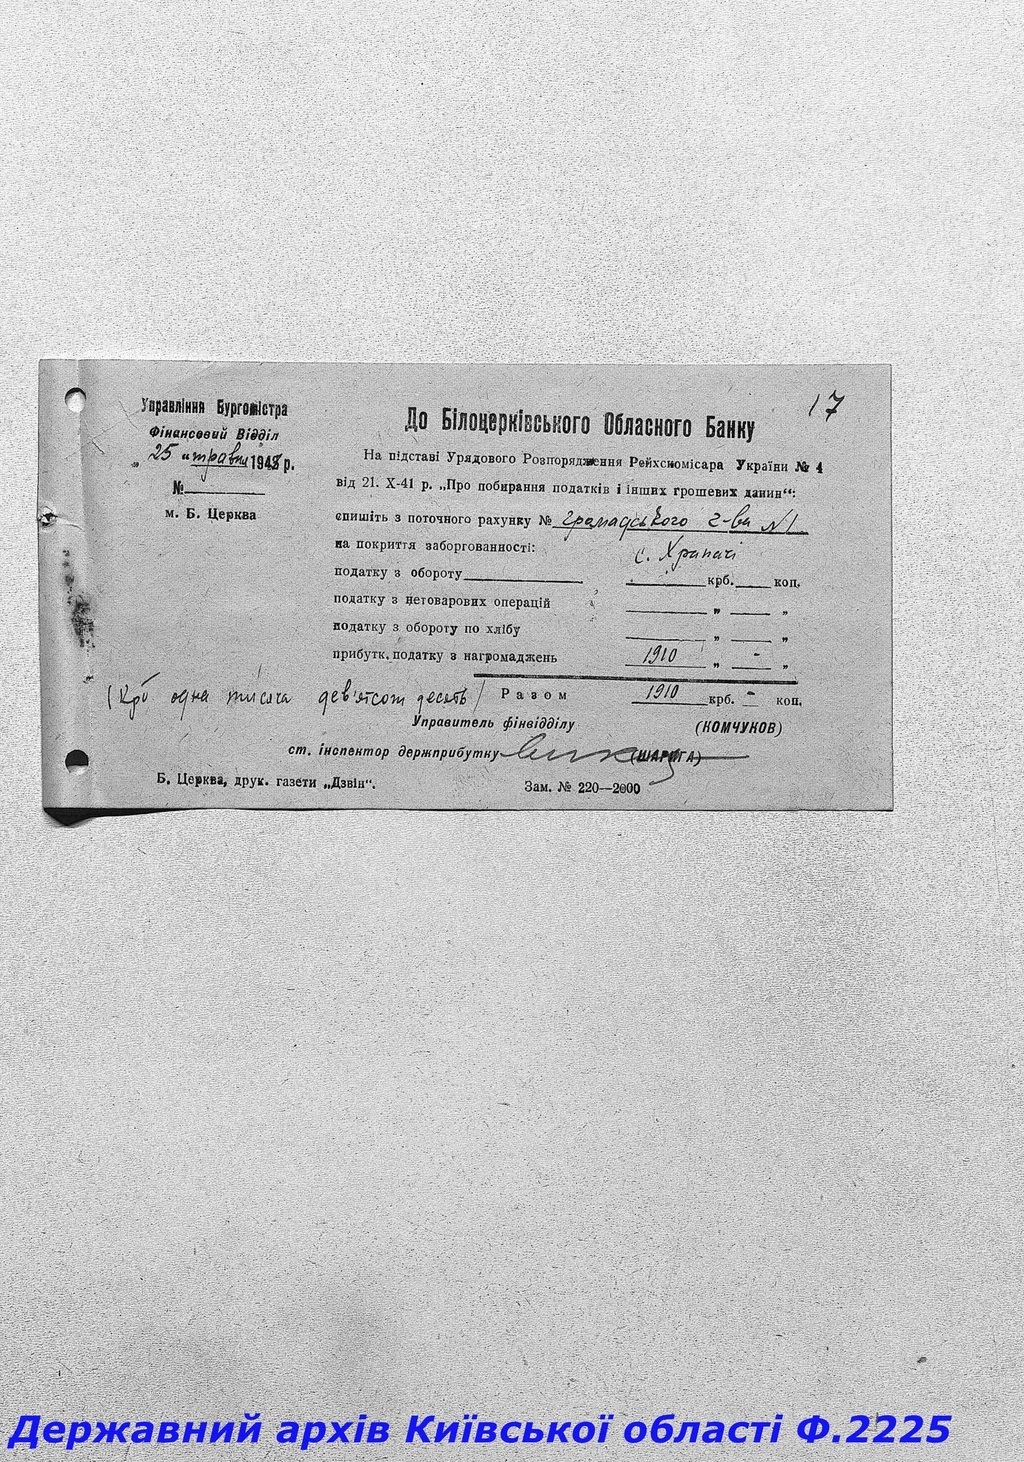 17
Управління Бургомістра
Фінансовий Відділ
„ 25 " травня 1942 р.
№
м. Б. Церква
До Білоцерківського Обласного Банку
На підставі Урядового Розпорядження Рейхскомісара України № 4
від 21. X-41 р. „Про побирання податків і інших грошевих данин“:
спишіть з поточного рахунку № громадського г-ва №1
на покриття заборгованності: с. Храпачі
податку з обороту крб. коп.
податку з нетоварових операцій „ „
податку з обороту по хлібу „ „
прибутк. податку з нагромаджень 1910 „ - „
(Крб одна тисяча дев'ятсот десять) Разом 1910 крб. - коп.
Управитель фінвідділу (КОМЧУКОВ)
ст. інспектор держприбутку (ШАРИГА)
Б. Церква, друк. газети „Дзвін“. Зам. № 220—2000
Державний архів Київської області Ф.2225